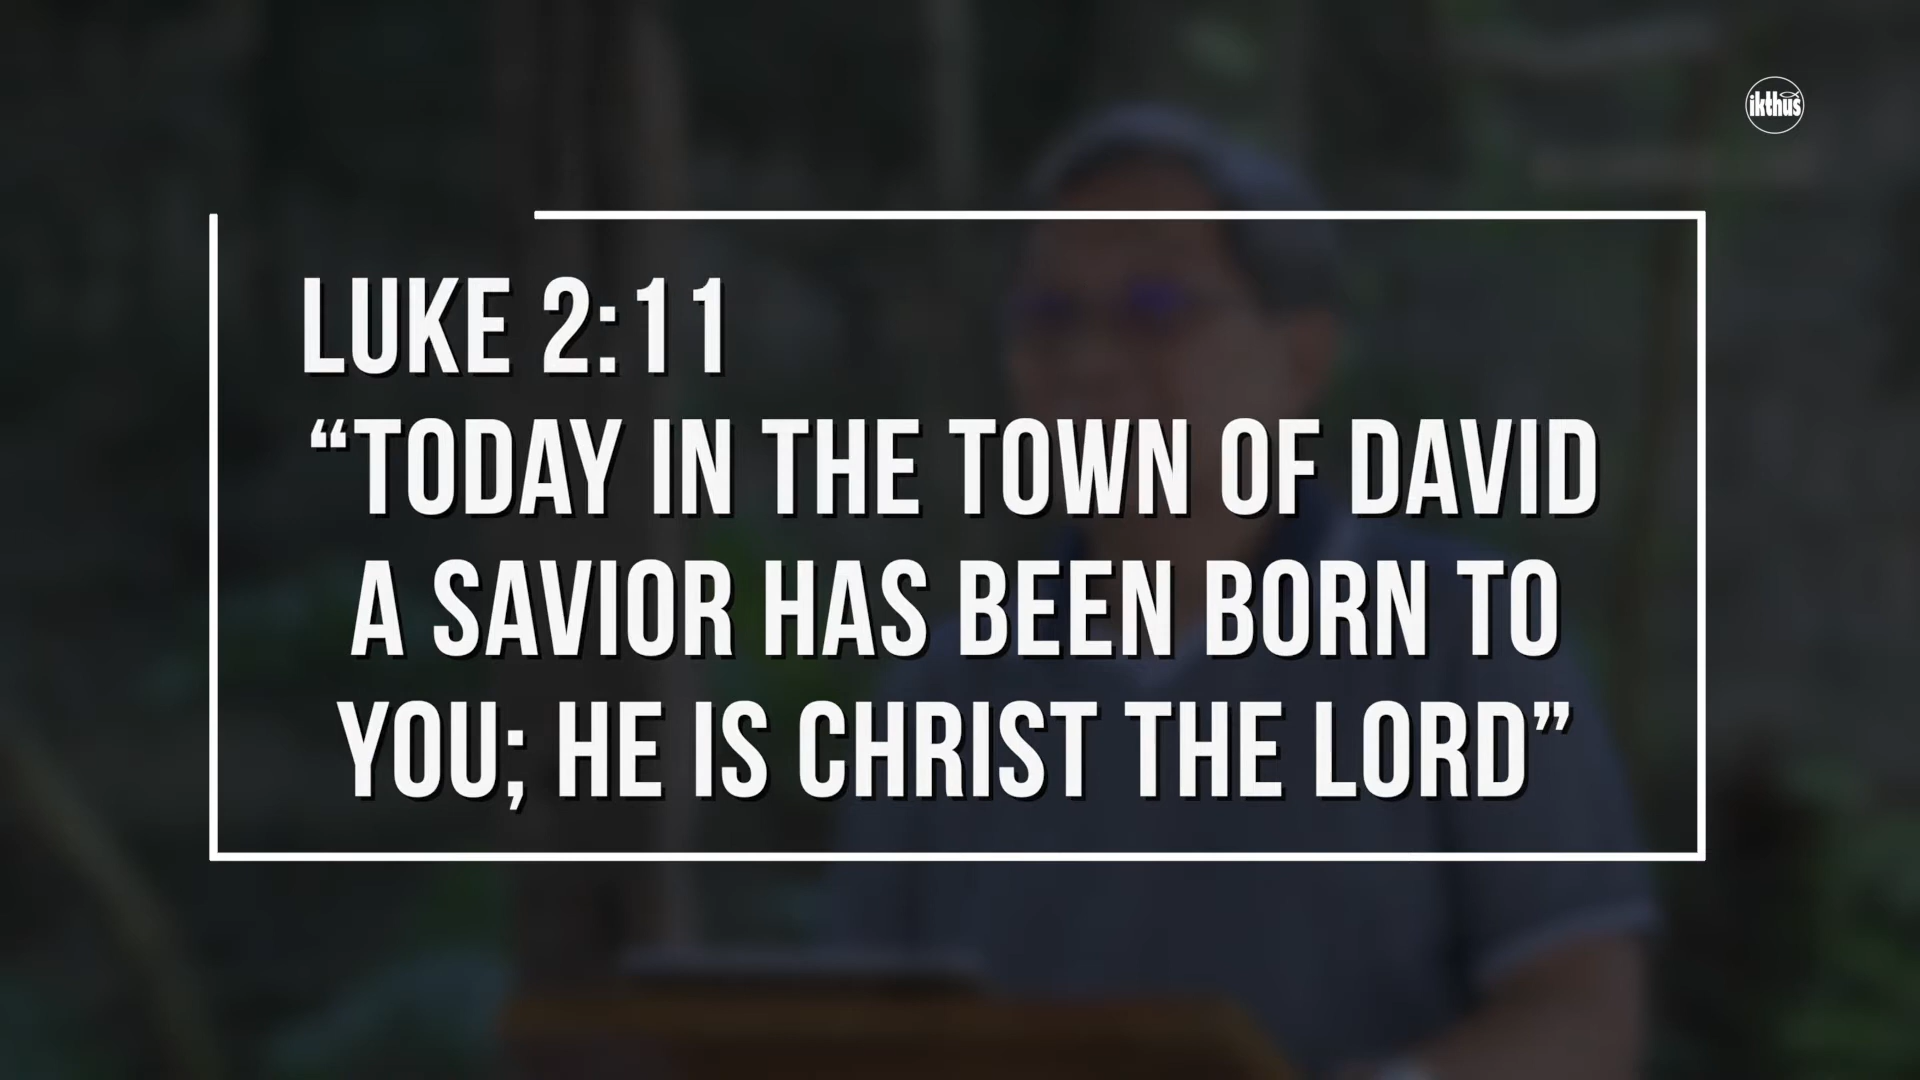 ikthus
LUKE 2:11
“TODAY IN THE TOWN OF DAVID
A SAVIOR HAS BEEN BORN TO
YOU; HE IS CHRIST THE LORD”